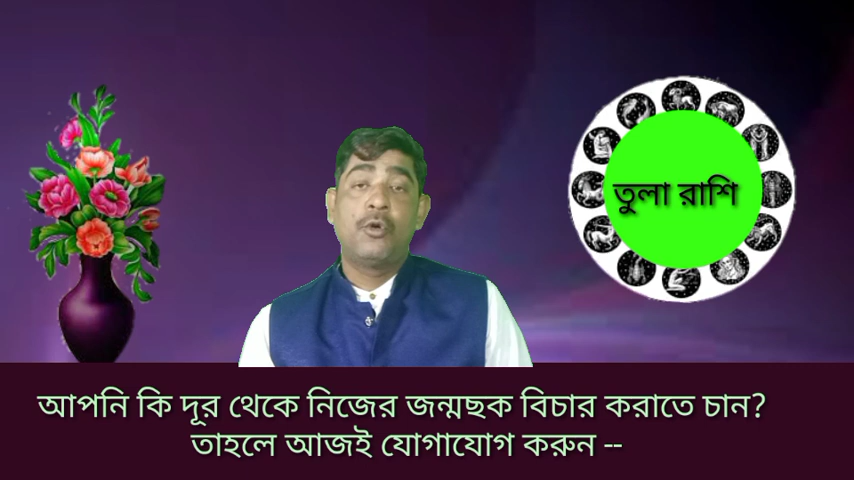 তুলা রাশি
আপনি কি দূর থেকে নিজের জন্মছক বিচার করাতে চান?
তাহলে আজই যোগাযোগ করুন --